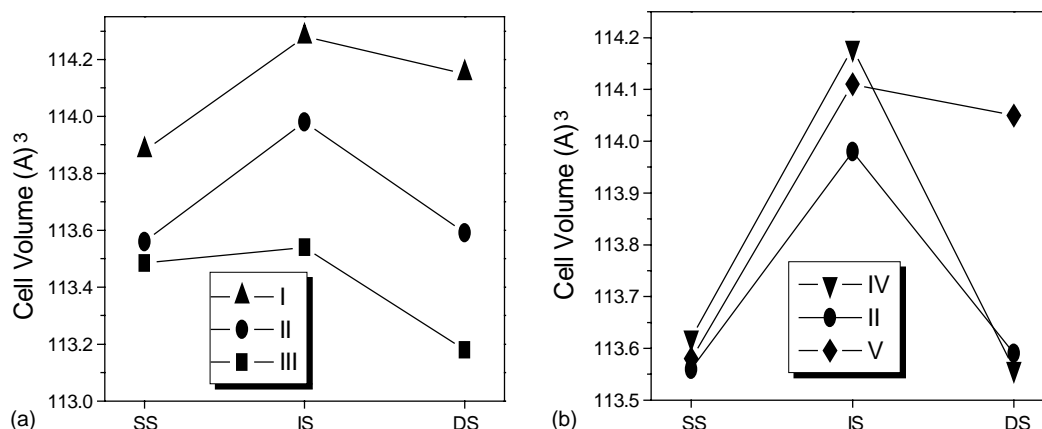 114.2
114.0
113.8
113.6
113.4
113.2
113.0
Cell Volume (A)3
I
II
III
SS
IS
DS
(a)
114.2
114.1
114.0
113.9
113.8
113.7
113.6
113.5
Cell Volume (A)3
IV
II
V
SS
IS
DS
(b)